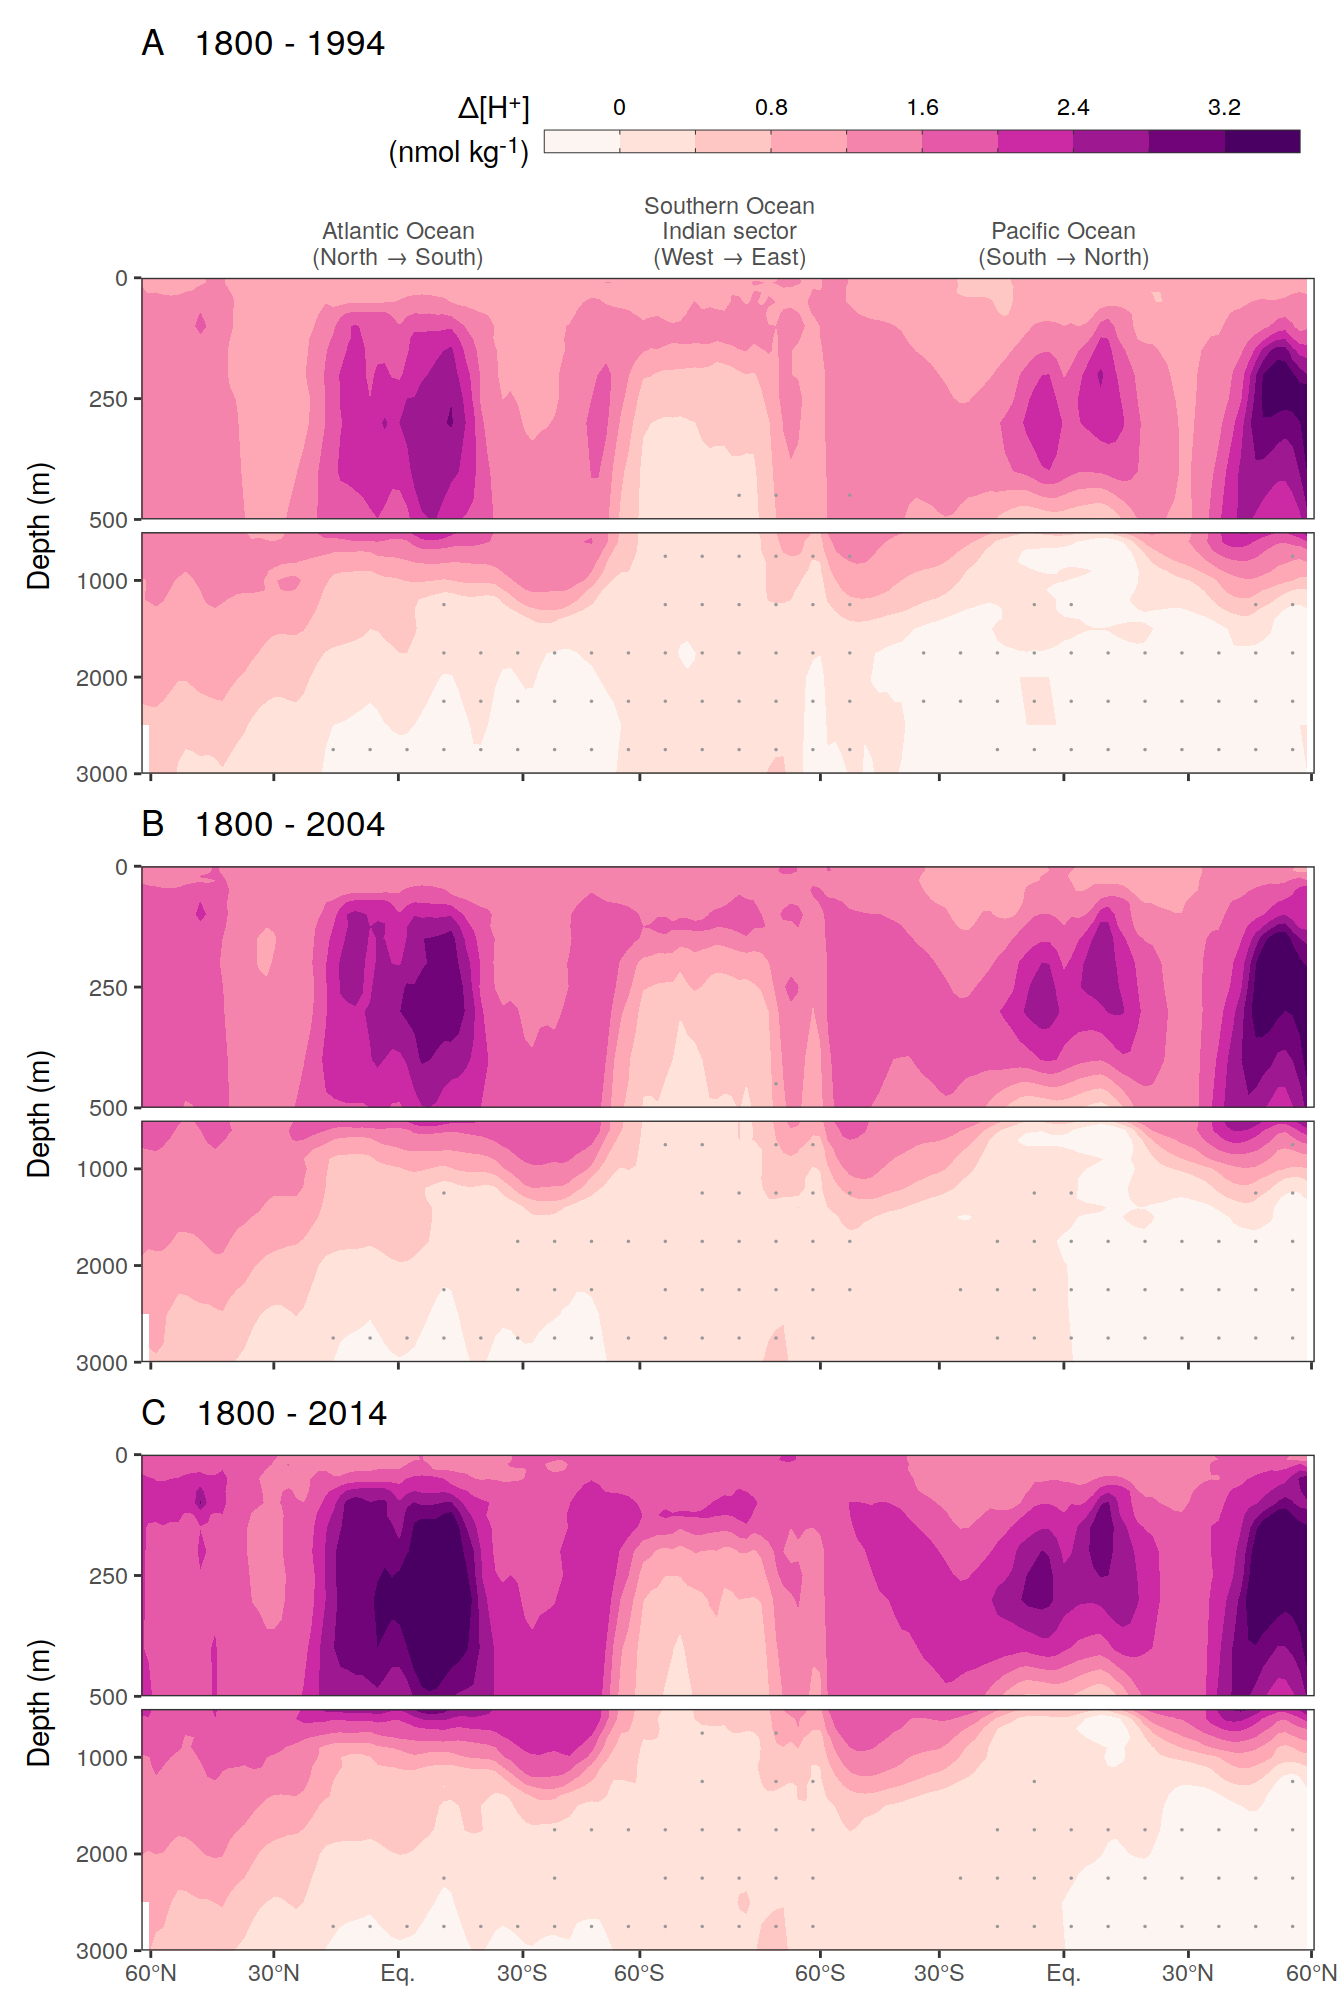 A 1800 - 1994
Δ[H⁺] 0 0.8 1.6 2.4 3.2
(nmol kg⁻¹)
Southern Ocean
Atlantic Ocean Indian sector Pacific Ocean
(North → South) (West → East) (South → North)
0
250
500
1000
2000
3000
Depth (m)
B 1800 - 2004
0
250
500
1000
2000
3000
Depth (m)
C 1800 - 2014
0
250
500
1000
2000
3000
Depth (m)
60°N 30°N Eq. 30°S 60°S 60°S 30°S Eq. 30°N 60°N